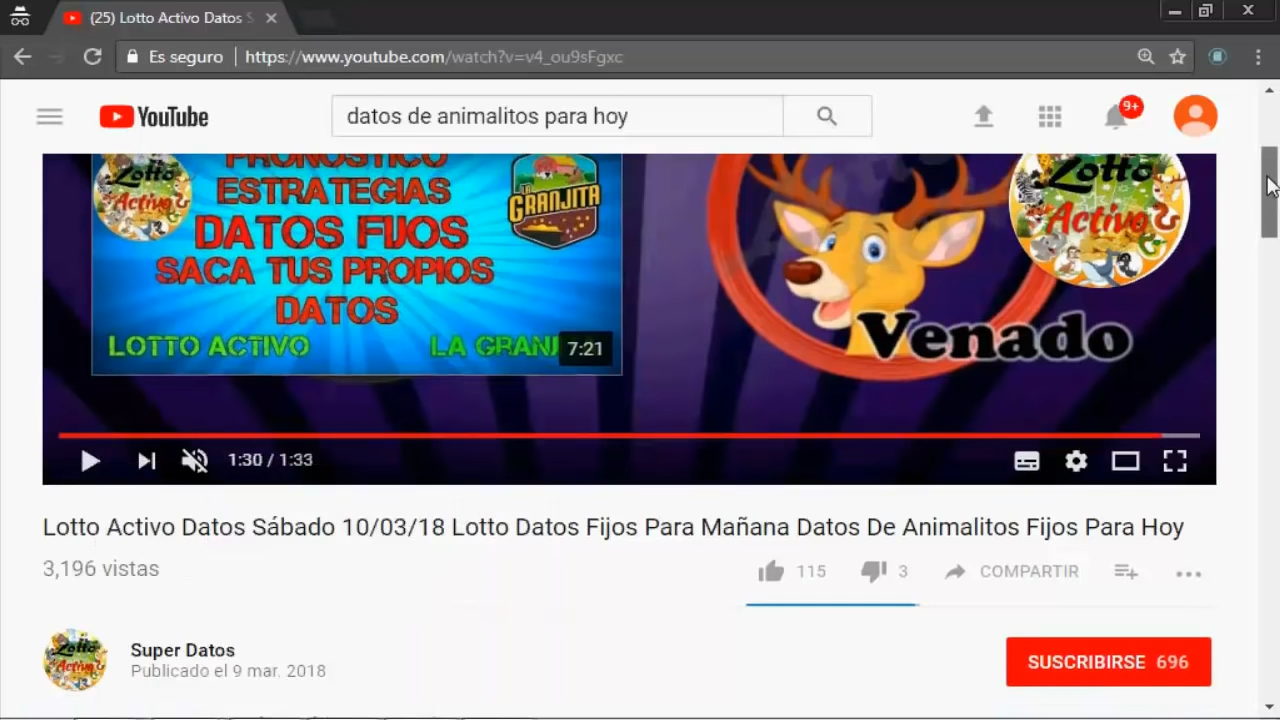 (25) Lotto Activo Datos S
Es seguro
https://www.youtube.com/watch?v=v4_ou9sFgxc
YouTube
datos de animalitos para hoy
9+
PRONOSTICO
ESTRATEGIAS
DATOS FIJOS
SACA TUS PROPIOS
DATOS
LOTTO ACTIVO
LA GRANJ
7:21
Lotto
Activo
LA
GRANJITA
Lotto
Activo
Venado
1:30 / 1:33
Lotto Activo Datos Sábado 10/03/18 Lotto Datos Fijos Para Mañana Datos De Animalitos Fijos Para Hoy
3,196 vistas
115
3
COMPARTIR
Lotto
Activo
Super Datos
Publicado el 9 mar. 2018
SUSCRIBIRSE 696